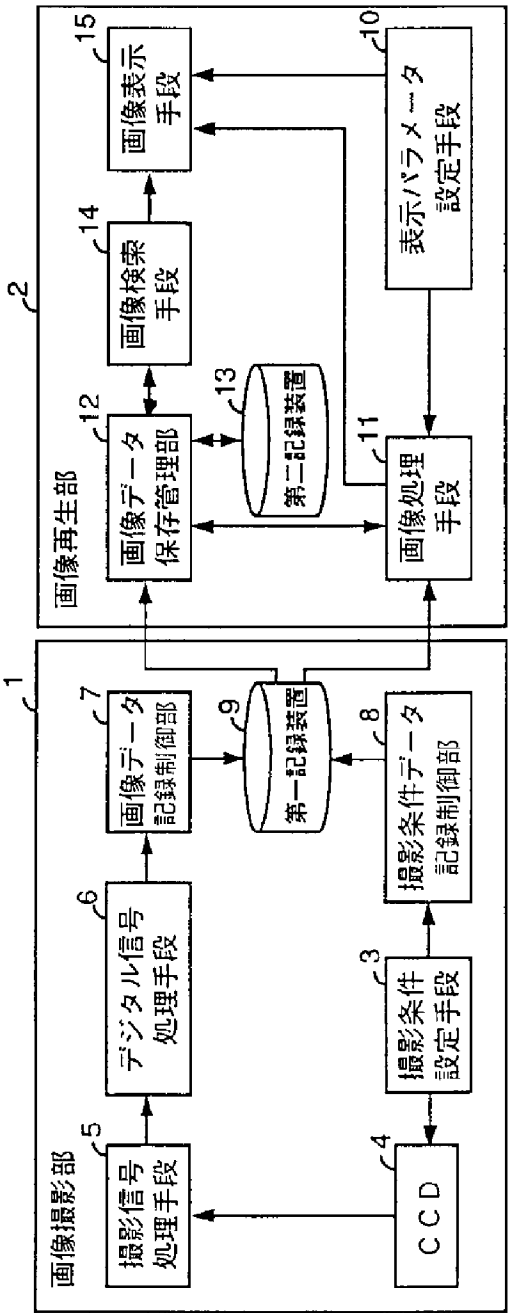 1
画像撮影部
5
撮影信号
処理手段
6
デジタル信号
処理手段
7
画像データ
記録制御部
9
第一記録装置
4
CCD
3
撮影条件
設定手段
8
撮影条件データ
記録制御部
2
画像再生部
12
画像データ
保存管理部
14
画像検索
手段
15
画像表示
手段
13
第二記録装置
11
画像処理
手段
10
表示パラメータ
設定手段